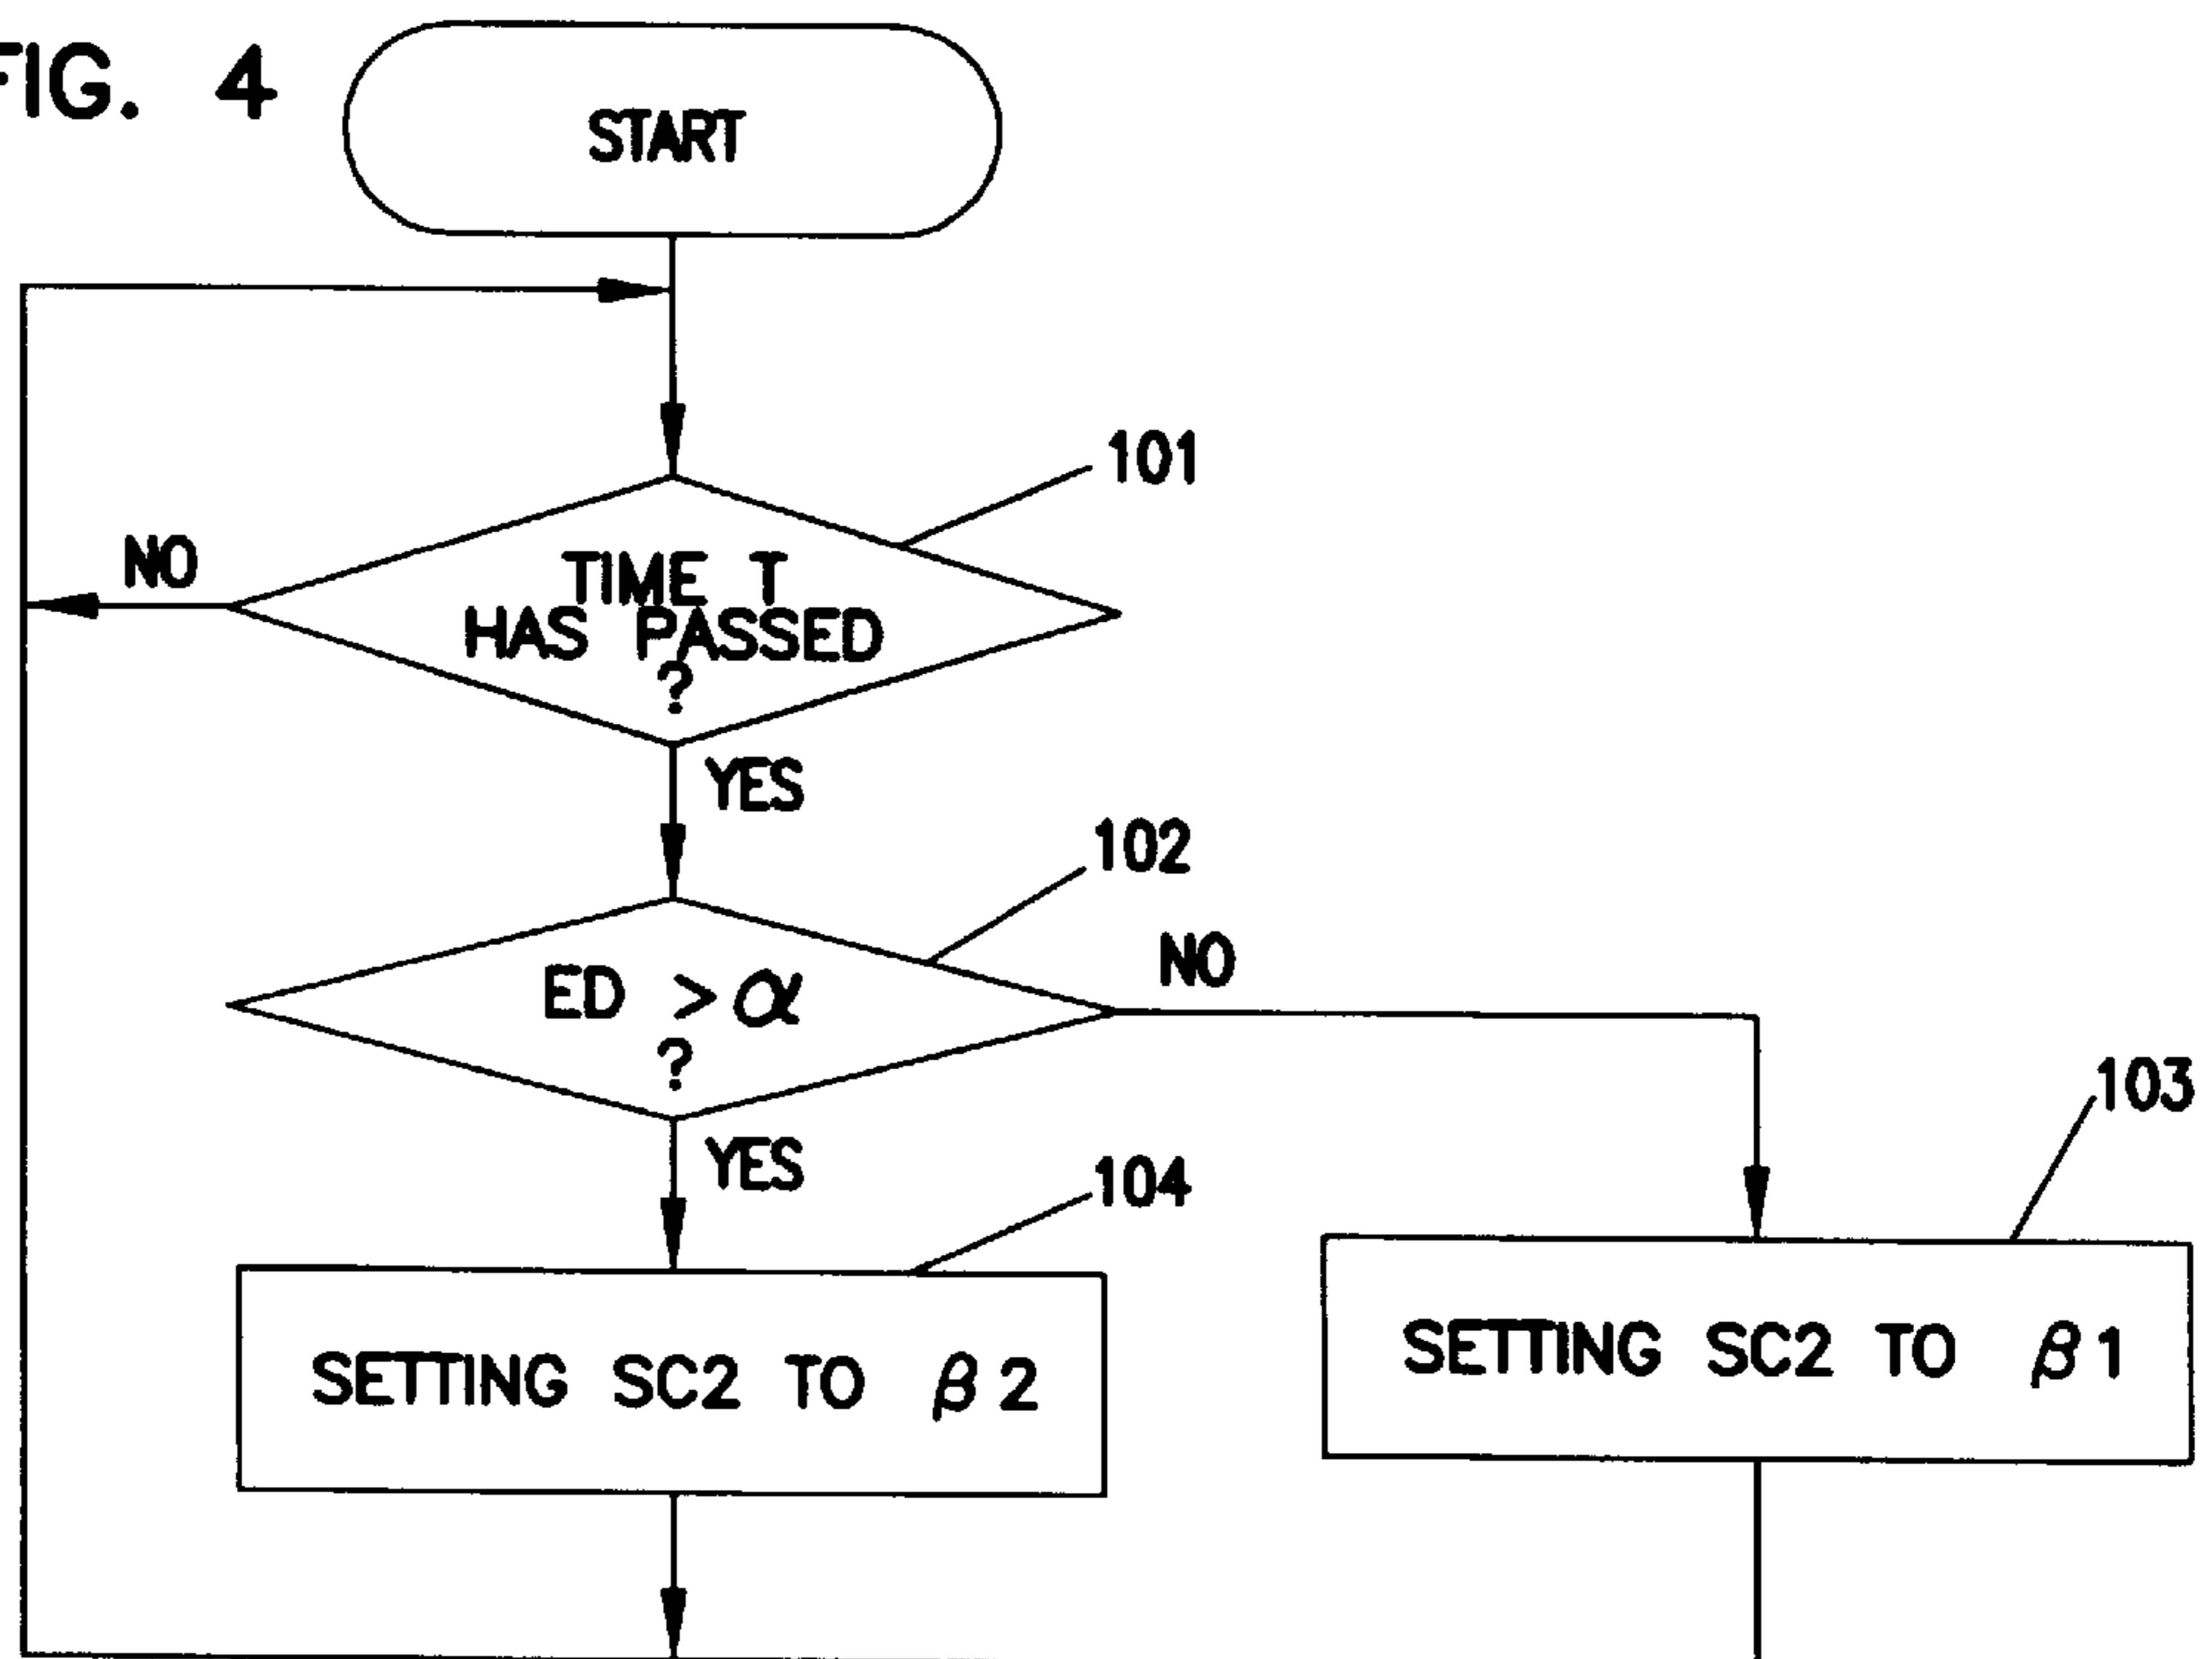 FIG. 4
START
101
NO
TIME T
HAS PASSED
?
YES
102
NO
ED > α
?
103
YES
104
SETTING SC2 TO β1
SETTING SC2 TO β2